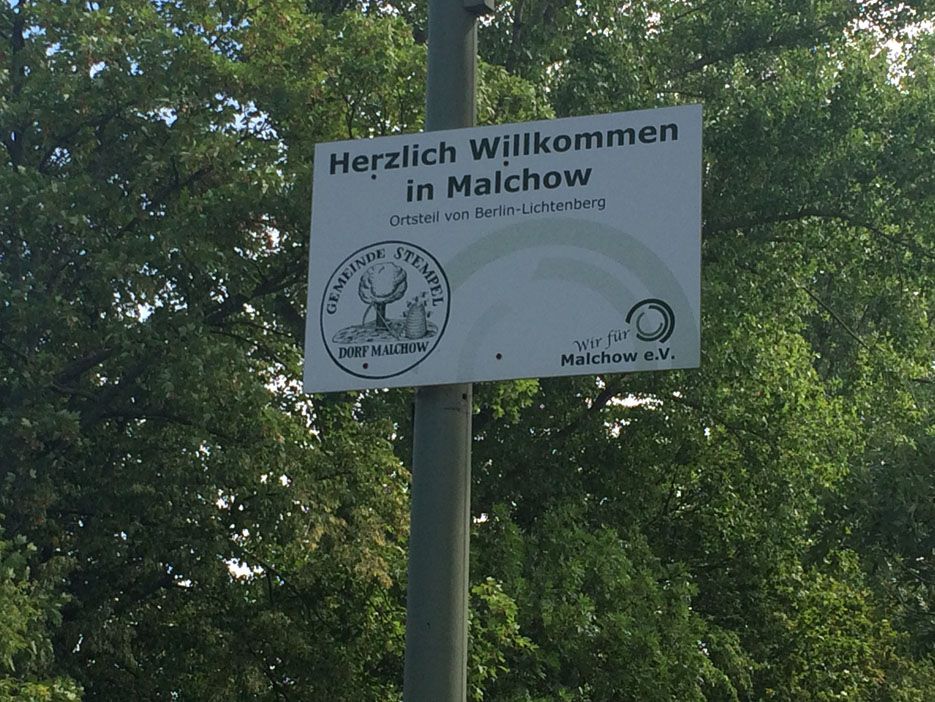 Herzlich Willkommen
in Malchow
Ortsteil von Berlin-Lichtenberg
GEMEINDE STEMPEL
DORF MALCHOW
Wir für
Malchow e.V.